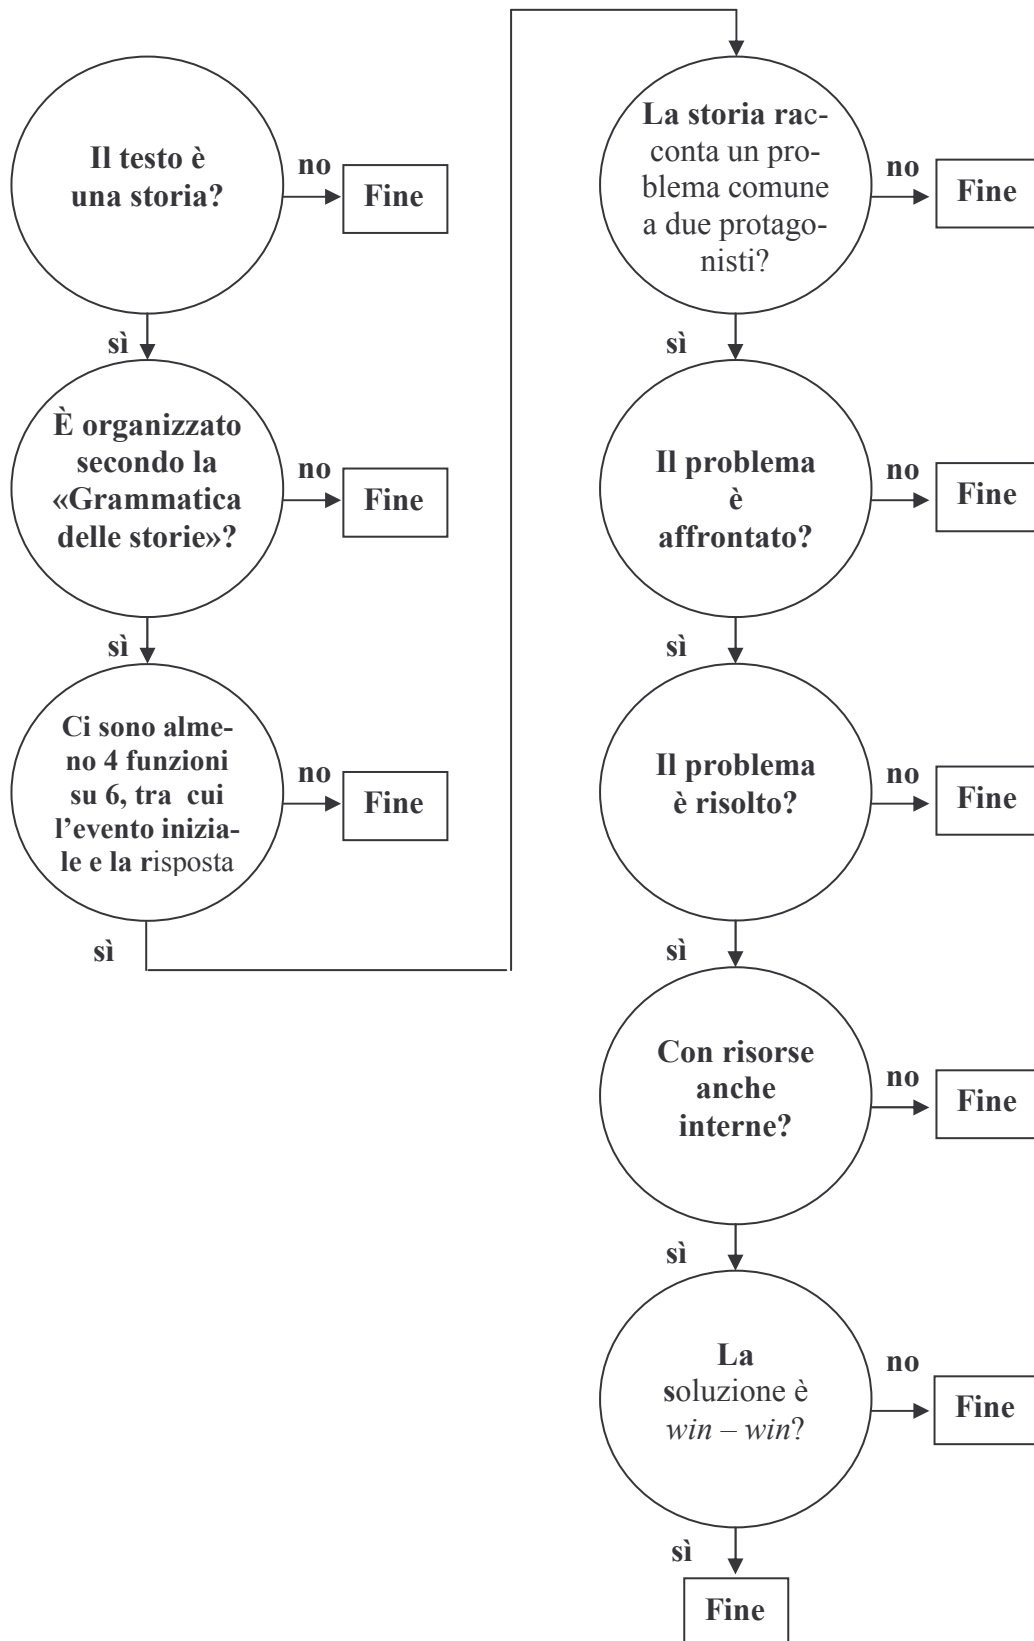 Il testo è
una storia?
no
Fine
sì
È organizzato
secondo la
«Grammatica
delle storie»?
no
Fine
sì
Ci sono alme-
no 4 funzioni
su 6, tra cui
l’evento inizia-
le e la risposta
no
Fine
sì
La storia rac-
conta un pro-
blema comune
a due protago-
nisti?
no
Fine
sì
Il problema
è
affrontato?
no
Fine
sì
Il problema
è risolto?
no
Fine
sì
Con risorse
anche
interne?
no
Fine
sì
La
soluzione è
win – win?
no
Fine
sì
Fine